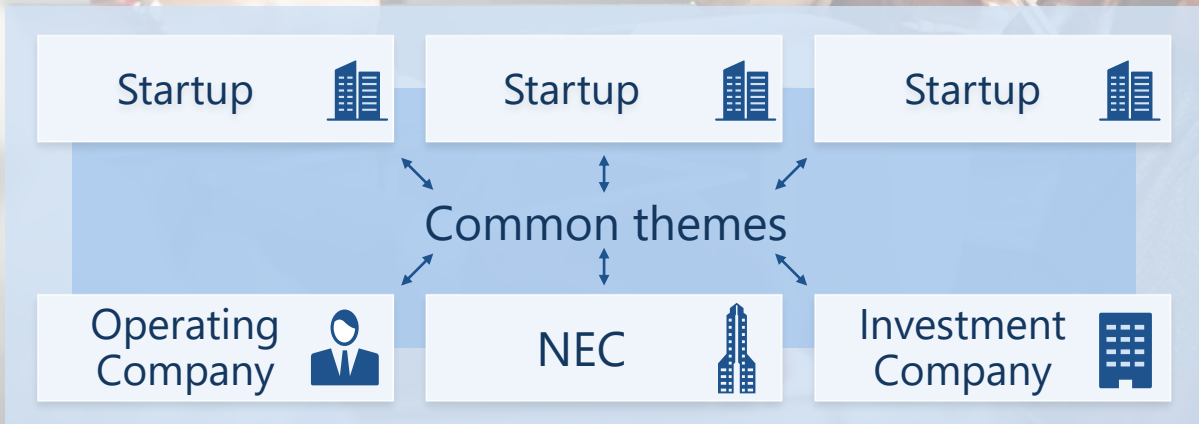 Startup
Startup
Startup
Common themes
Operating
Company
NEC
Investment
Company